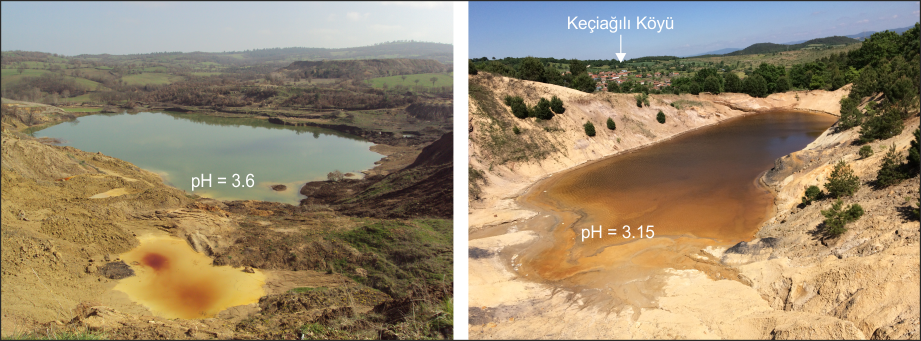 pH = 3.6
Keçiağılı Köyü
pH = 3.15